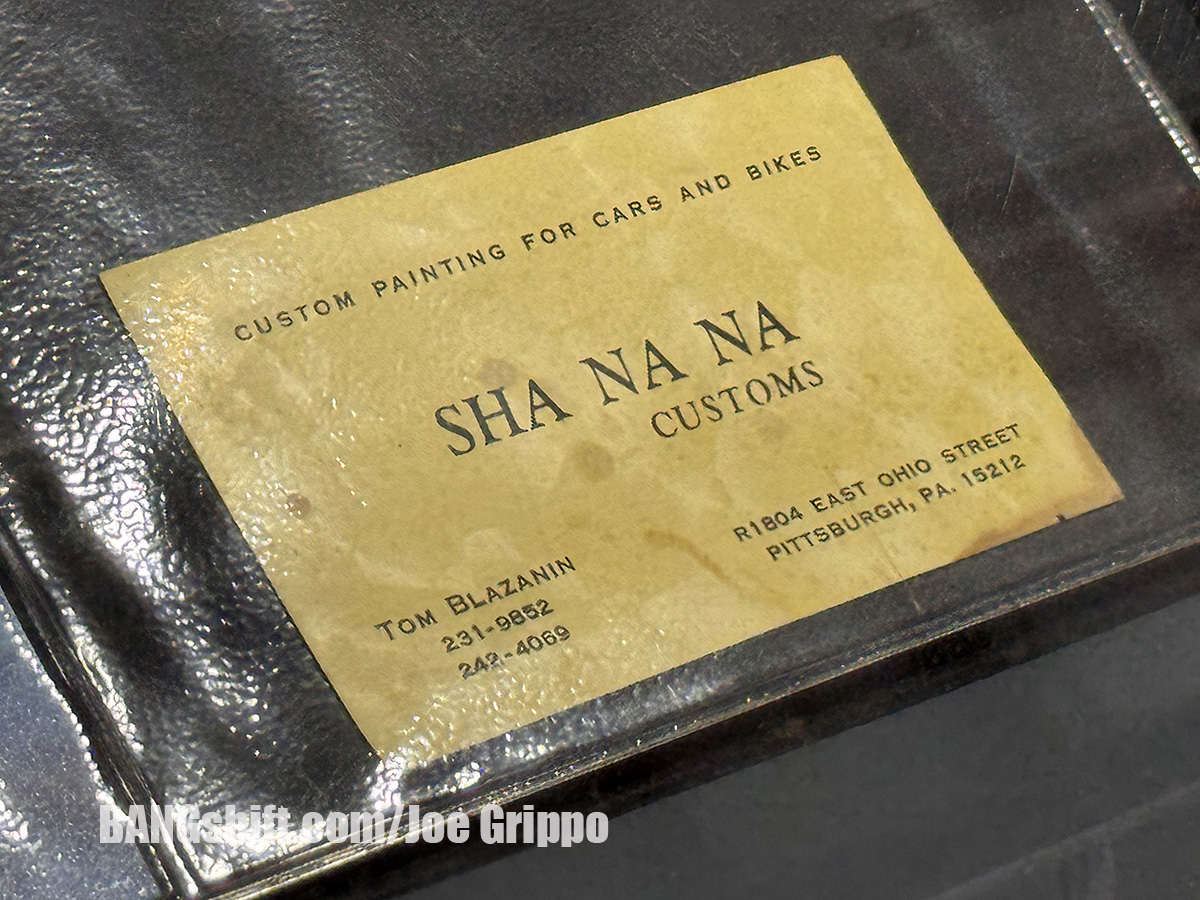 CUSTOM PAINTING FOR CARS AND BIKES
SHA NA NA
CUSTOMS
R1804 EAST OHIO STREET
PITTSBURGH, PA. 15212
TOM BLAZANIN
231-9852
242-4069
BANGshift.com/Joe Grippo